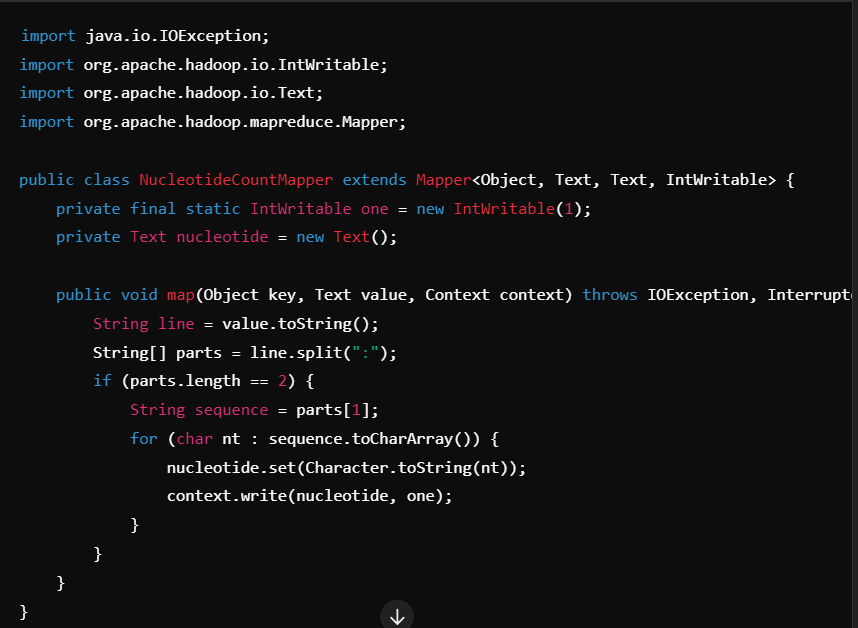 import java.io.IOException;
import org.apache.hadoop.io.IntWritable;
import org.apache.hadoop.io.Text;
import org.apache.hadoop.mapreduce.Mapper;

public class NucleotideCountMapper extends Mapper<Object, Text, Text, IntWritable> {
    private final static IntWritable one = new IntWritable(1);
    private Text nucleotide = new Text();

    public void map(Object key, Text value, Context context) throws IOException,
        String line = value.toString();
        String[] parts = line.split(":");
        if (parts.length == 2) {
            String sequence = parts[1];
            for (char nt : sequence.toCharArray()) {
                nucleotide.set(Character.toString(nt));
                context.write(nucleotide, one);
            }
        }
    }
}